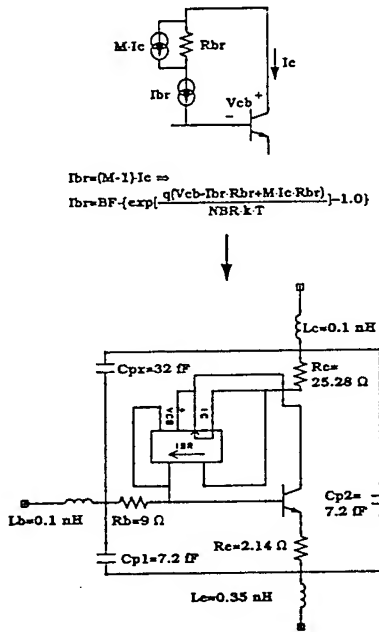 M·Ic
Rbr
Ibr
Ic
Vcb
+
-
Ibr=(M-1)·Ic ⇒
Ibr=BF·{exp[q(Vcb-Ibr·Rbr+M·Ic·Rbr)/NBR·k·T]-1.0}
Lc=0.1 nH
Cpx=32 fF
Rc=
25.28 Ω
VCB
+
IC
IBR
Lb=0.1 nH
Rb=9 Ω
Cp2=
7.2 fF
Cp1=7.2 fF
Re=2.14 Ω
Le=0.35 nH